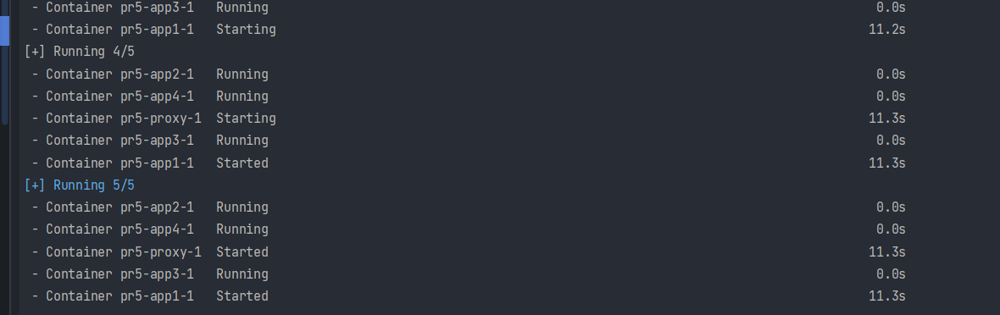 - Container pr5-app3-1   Running   0.0s
- Container pr5-app1-1   Starting   11.2s
[+] Running 4/5
- Container pr5-app2-1   Running   0.0s
- Container pr5-app4-1   Running   0.0s
- Container pr5-proxy-1  Starting   11.3s
- Container pr5-app3-1   Running   0.0s
- Container pr5-app1-1   Started   11.3s
[+] Running 5/5
- Container pr5-app2-1   Running   0.0s
- Container pr5-app4-1   Running   0.0s
- Container pr5-proxy-1  Started   11.3s
- Container pr5-app3-1   Running   0.0s
- Container pr5-app1-1   Started   11.3s